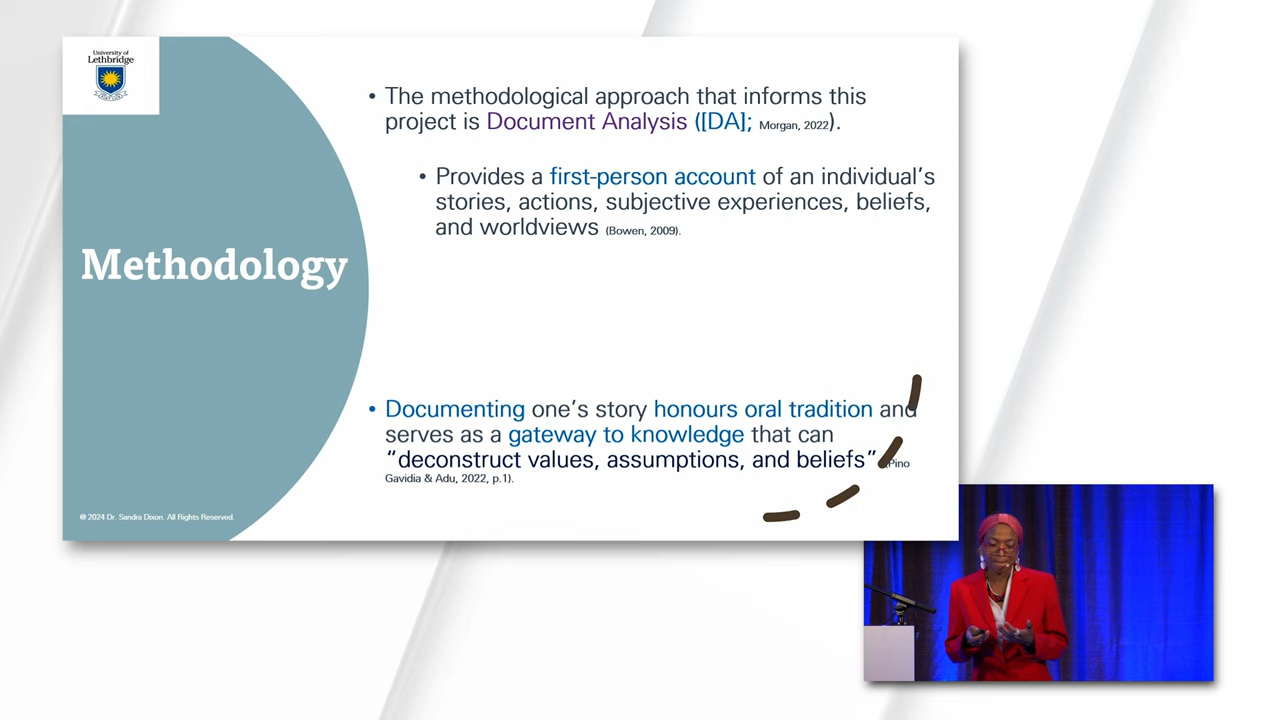 University of
Lethbridge
Methodology
• The methodological approach that informs this
project is Document Analysis ([DA]; Morgan, 2022).
• Provides a first-person account of an individual's
stories, actions, subjective experiences, beliefs,
and worldviews (Bowen, 2009).
• Documenting one's story honours oral tradition and
serves as a gateway to knowledge that can
“deconstruct values, assumptions, and beliefs” (Pino
Gavidia & Adu, 2022, p.1).
© 2024 Dr. Sandra Dixon. All Rights Reserved.